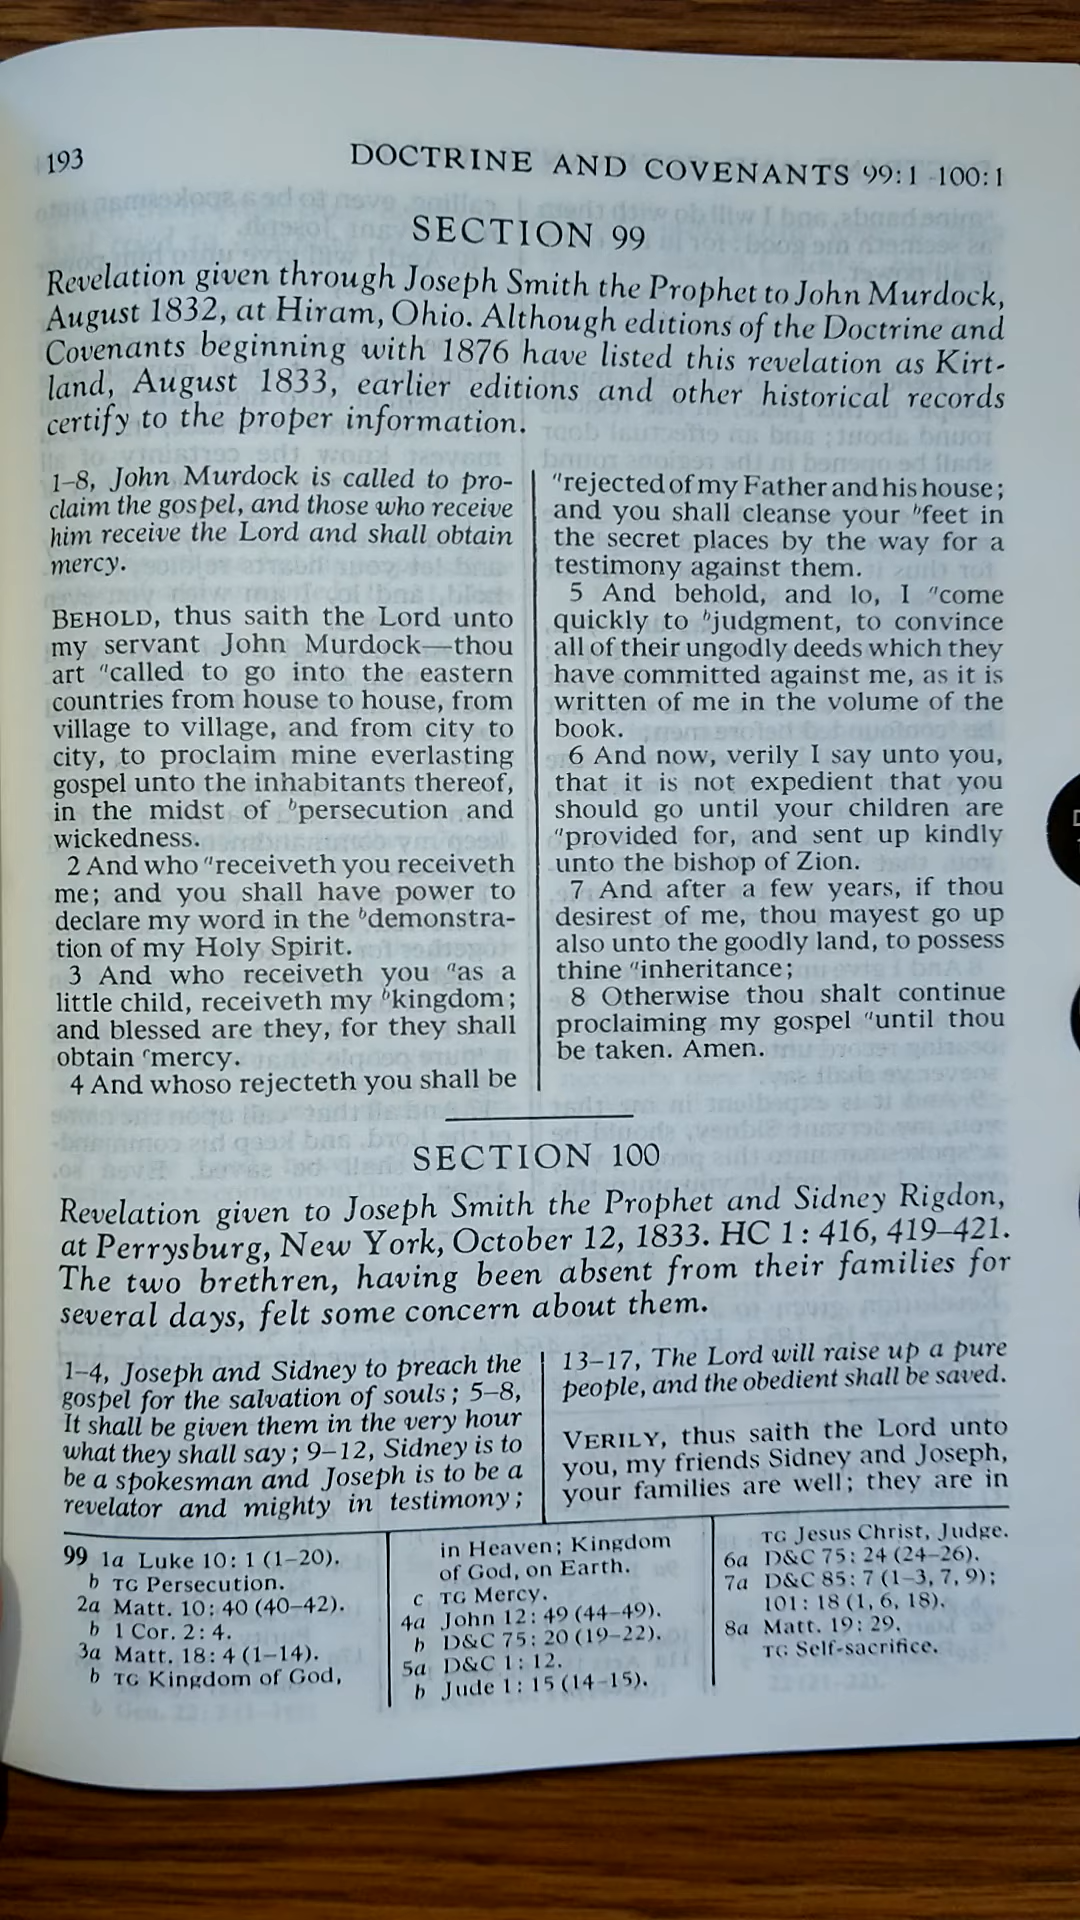 193
DOCTRINE AND COVENANTS 99:1–100:1
SECTION 99
Revelation given through Joseph Smith the Prophet to John Murdock,
August 1832, at Hiram, Ohio. Although editions of the Doctrine and
Covenants beginning with 1876 have listed this revelation as Kirt-
land, August 1833, earlier editions and other historical records
certify to the proper information.
1–8, John Murdock is called to pro-
claim the gospel, and those who receive
him receive the Lord and shall obtain
mercy.
BEHOLD, thus saith the Lord unto
my servant John Murdock—thou
art ᵃcalled to go into the eastern
countries from house to house, from
village to village, and from city to
city, to proclaim mine everlasting
gospel unto the inhabitants thereof,
in the midst of ᵇpersecution and
wickedness.
2 And who ᵃreceiveth you receiveth
me; and you shall have power to
declare my word in the ᵇdemonstra-
tion of my Holy Spirit.
3 And who receiveth you ᵃas a
little child, receiveth my ᵇkingdom;
and blessed are they, for they shall
obtain ᶜmercy.
4 And whoso rejecteth you shall be
ᵃrejected of my Father and his house;
and you shall cleanse your ᵇfeet in
the secret places by the way for a
testimony against them.
5 And behold, and lo, I ᵃcome
quickly to ᵇjudgment, to convince
all of their ungodly deeds which they
have committed against me, as it is
written of me in the volume of the
book.
6 And now, verily I say unto you,
that it is not expedient that you
should go until your children are
ᵃprovided for, and sent up kindly
unto the bishop of Zion.
7 And after a few years, if thou
desirest of me, thou mayest go up
also unto the goodly land, to possess
thine ᵃinheritance;
8 Otherwise thou shalt continue
proclaiming my gospel ᵃuntil thou
be taken. Amen.
SECTION 100
Revelation given to Joseph Smith the Prophet and Sidney Rigdon,
at Perrysburg, New York, October 12, 1833. HC 1: 416, 419–421.
The two brethren, having been absent from their families for
several days, felt some concern about them.
1–4, Joseph and Sidney to preach the
gospel for the salvation of souls; 5–8,
It shall be given them in the very hour
what they shall say; 9–12, Sidney is to
be a spokesman and Joseph is to be a
revelator and mighty in testimony;
13–17, The Lord will raise up a pure
people, and the obedient shall be saved.
VERILY, thus saith the Lord unto
you, my friends Sidney and Joseph,
your families are well; they are in
99 1a Luke 10: 1 (1–20).
b TG Persecution.
2a Matt. 10: 40 (40–42).
b 1 Cor. 2: 4.
3a Matt. 18: 4 (1–14).
b TG Kingdom of God,
in Heaven; Kingdom
of God, on Earth.
c TG Mercy.
4a John 12: 49 (44–49).
b D&C 75: 20 (19–22).
5a D&C 1: 12.
b Jude 1: 15 (14–15).
TG Jesus Christ, Judge.
6a D&C 75: 24 (24–26).
7a D&C 85: 7 (1–3, 7, 9);
101: 18 (1, 6, 18).
8a Matt. 19: 29.
TG Self-sacrifice.